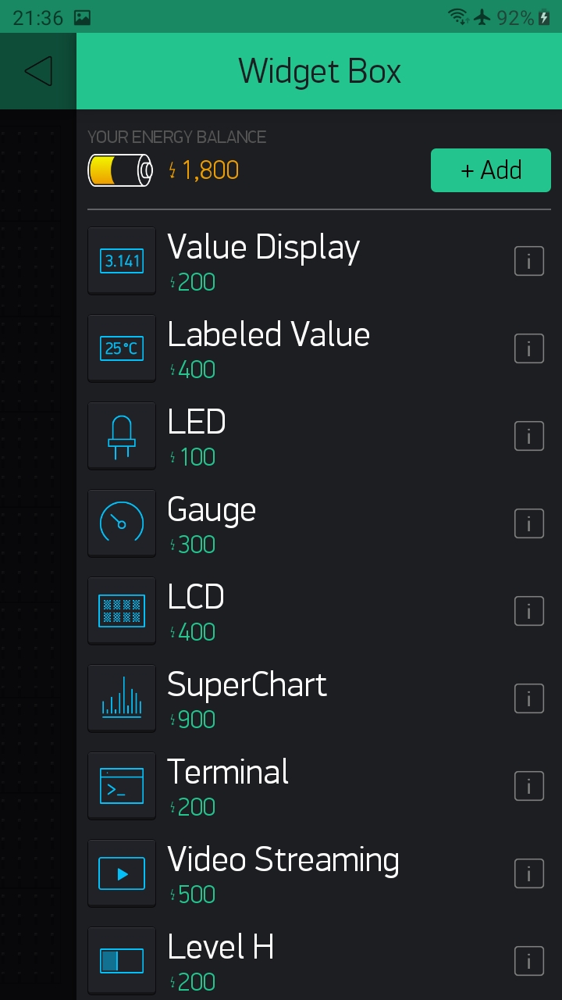 21:36
92%
Widget Box
YOUR ENERGY BALANCE
1,800
+ Add
3.141
Value Display
i
200
25°C
Labeled Value
i
400
LED
i
100
Gauge
i
300
LCD
i
400
SuperChart
i
900
>_
Terminal
i
200
Video Streaming
i
500
Level H
i
200